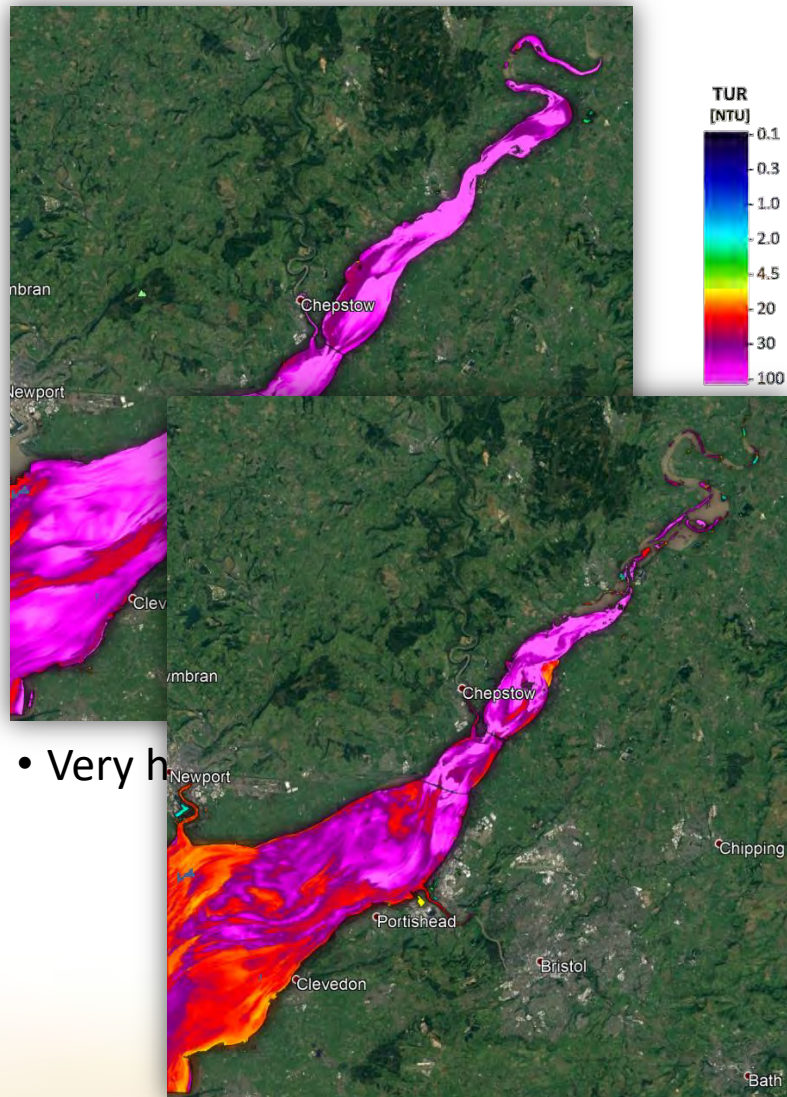 TUR
[NTU]
0.1
0.3
1.0
2.0
4.5
20
30
100
mbran
Chepstow
Newport
Clev
mbran
Chepstow
• Very h
Newport
Chipping
Portishead
Bristol
Clevedon
Bath